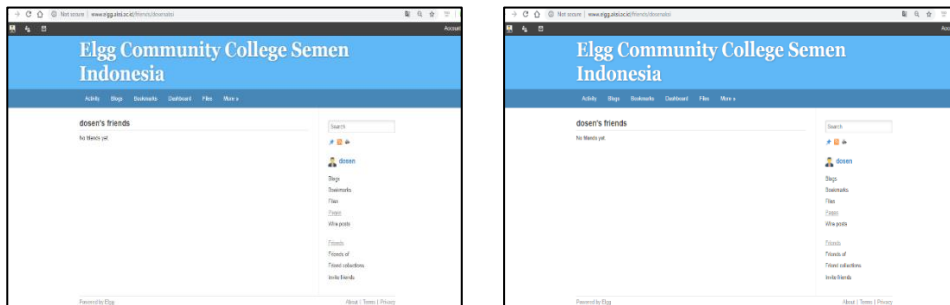 Not secure | www.elgg.atsi.ac.id/friends/dosenatsi
Account
Elgg Community College Semen
Indonesia
Activity Blogs Bookmarks Dashboard Files More
dosen's friends
No friends yet.
Search
dosen
Blogs
Bookmarks
Files
Pages
Wire posts
Friends
Friends of
Friend collections
Invite friends
Powered by Elgg
About | Terms | Privacy
Not secure |
Elgg Community College Semen
Indonesia
Activity Blogs Bookmarks Dashboard Files More
dosen's friends
No friends yet.
Search
dosen
Blogs
Bookmarks
Files
Pages
Wire posts
Friends
Friends of
Friend collections
Invite friends
Powered by Elgg
About | Terms | Privacy